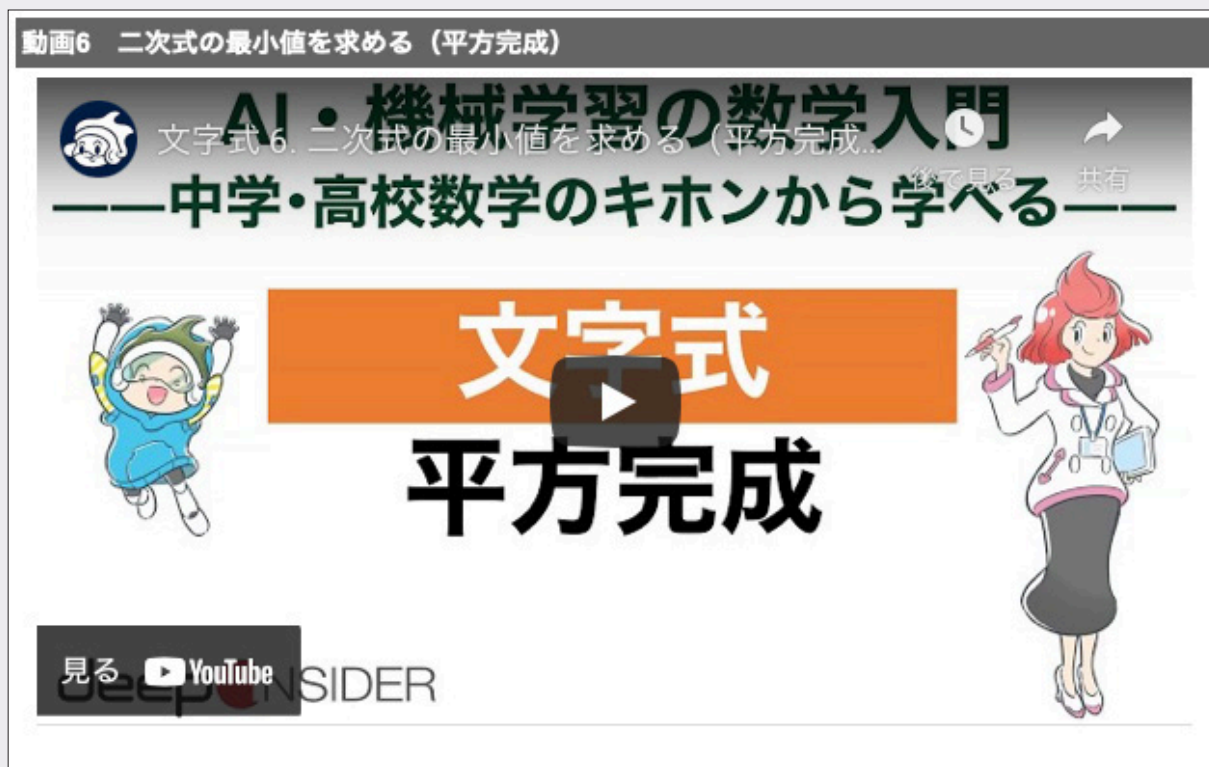 動画6 二次式の最小値を求める（平方完成）
AI・機械学習の数学入門
文字式 6. 二次式の最小値を求める（平方完成...
後で見る
共有
――中学・高校数学のキホンから学べる――
文字式
平方完成
見る YouTube
deep INSIDER